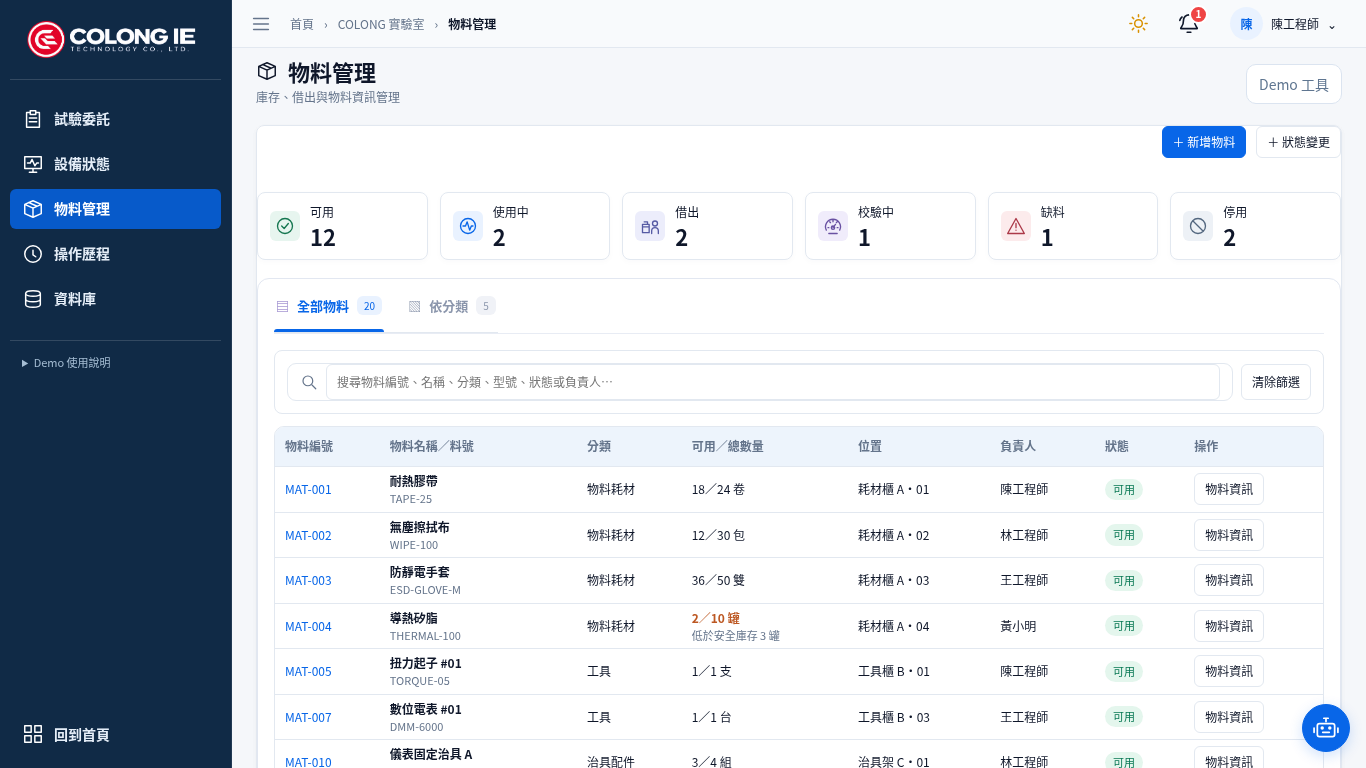 COLONG IE
TECHNOLOGY CO., LTD.
試驗委託
設備狀態
物料管理
操作歷程
資料庫
▶ Demo 使用說明
回到首頁
首頁 › COLONG 實驗室 › 物料管理
1
陳 陳工程師
物料管理
庫存、借出與物料資訊管理
Demo 工具
＋ 新增物料 ＋ 狀態變更
可用
12
使用中
2
借出
2
校驗中
1
缺料
1
停用
2
全部物料 20 依分類 5
搜尋物料編號、名稱、分類、型號、狀態或負責人…
清除篩選
物料編號 物料名稱／料號 分類 可用／總數量 位置 負責人 狀態 操作
MAT-001 耐熱膠帶 物料耗材 18／24 卷 耗材櫃 A・01 陳工程師 可用 物料資訊
TAPE-25
MAT-002 無塵擦拭布 物料耗材 12／30 包 耗材櫃 A・02 林工程師 可用 物料資訊
WIPE-100
MAT-003 防靜電手套 物料耗材 36／50 雙 耗材櫃 A・03 王工程師 可用 物料資訊
ESD-GLOVE-M
MAT-004 導熱矽脂 物料耗材 2／10 罐 耗材櫃 A・04 黃小明 可用 物料資訊
THERMAL-100 低於安全庫存 3 罐
MAT-005 扭力起子 #01 工具 1／1 支 工具櫃 B・01 陳工程師 可用 物料資訊
TORQUE-05
MAT-007 數位電表 #01 工具 1／1 台 工具櫃 B・03 王工程師 可用 物料資訊
DMM-6000
MAT-010 儀表固定治具 A 治具配件 3／4 組 治具架 C・01 林工程師 可用 物料資訊